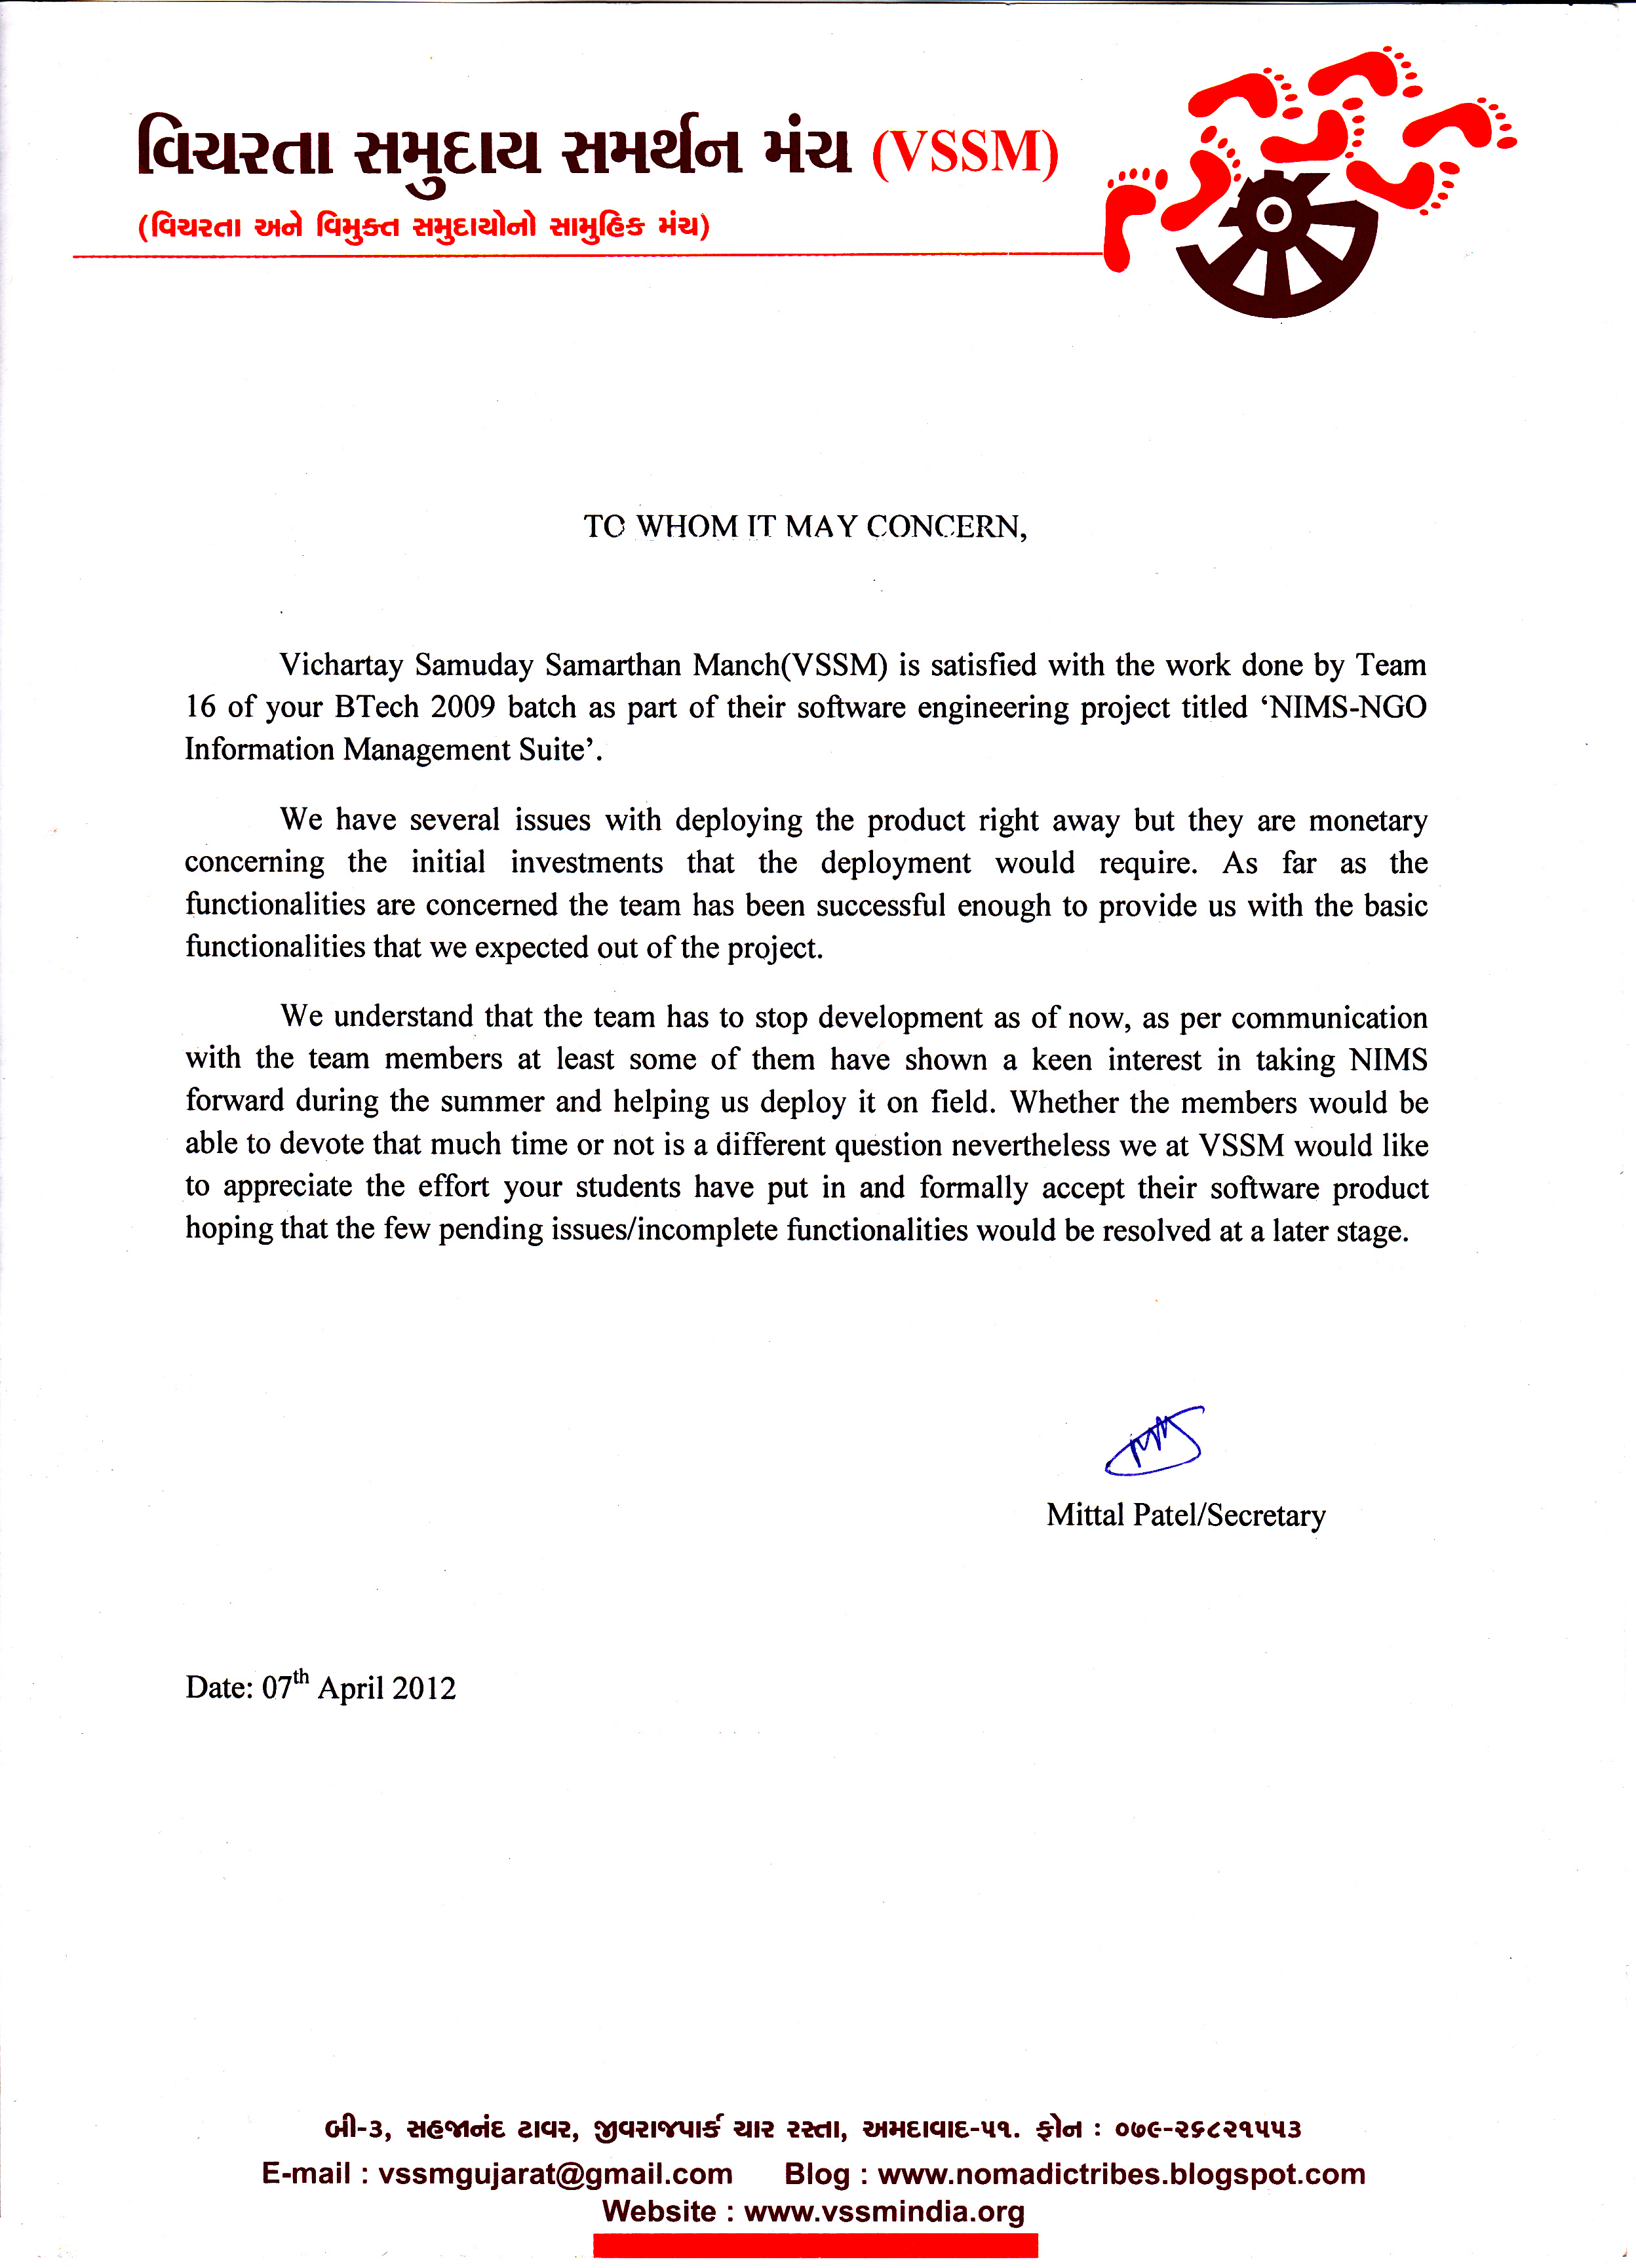 વિચરતા સમુદાય સમર્થન મંચ (VSSM)
(વિચરતા અને વિમુક્ત સમુદાયોનો સામુહિક મંચ)
TO WHOM IT MAY CONCERN,
Vichartay Samuday Samarthan Manch(VSSM) is satisfied with the work done by Team
16 of your BTech 2009 batch as part of their software engineering project titled ‘NIMS-NGO
Information Management Suite’.
We have several issues with deploying the product right away but they are monetary
concerning the initial investments that the deployment would require. As far as the
functionalities are concerned the team has been successful enough to provide us with the basic
functionalities that we expected out of the project.
We understand that the team has to stop development as of now, as per communication
with the team members at least some of them have shown a keen interest in taking NIMS
forward during the summer and helping us deploy it on field. Whether the members would be
able to devote that much time or not is a different question nevertheless we at VSSM would like
to appreciate the effort your students have put in and formally accept their software product
hoping that the few pending issues/incomplete functionalities would be resolved at a later stage.
Mittal Patel/Secretary
Date: 07th April 2012
બી-૩, સહજાનંદ ટાવર, જીવરાજપાર્ક ચાર રસ્તા, અમદાવાદ-૫૧. ફોન : ૦૭૯-૨૬૮૨૧૫૫૩
E-mail : vssmgujarat@gmail.com Blog : www.nomadictribes.blogspot.com
Website : www.vssmindia.org